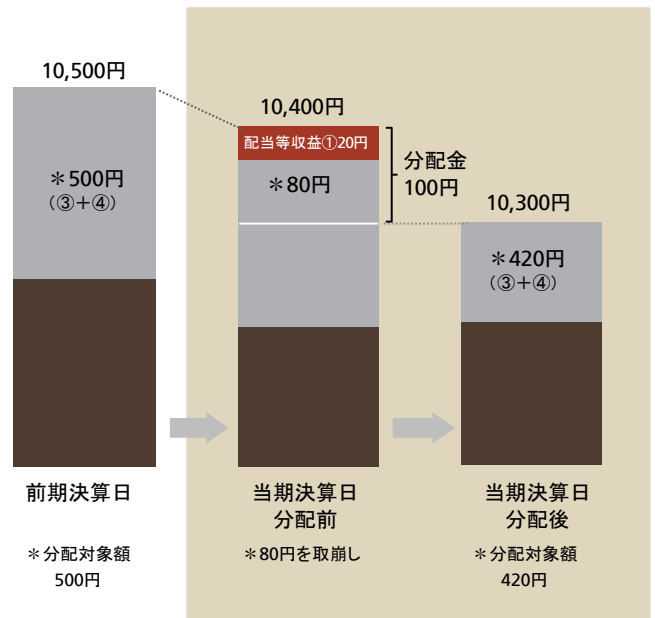 10,500円
＊500円
（③＋④）
前期決算日
＊分配対象額
500円
10,400円
配当等収益①20円
＊80円
分配金
100円
当期決算日
分配前
＊80円を取崩し
10,300円
＊420円
（③＋④）
当期決算日
分配後
＊分配対象額
420円